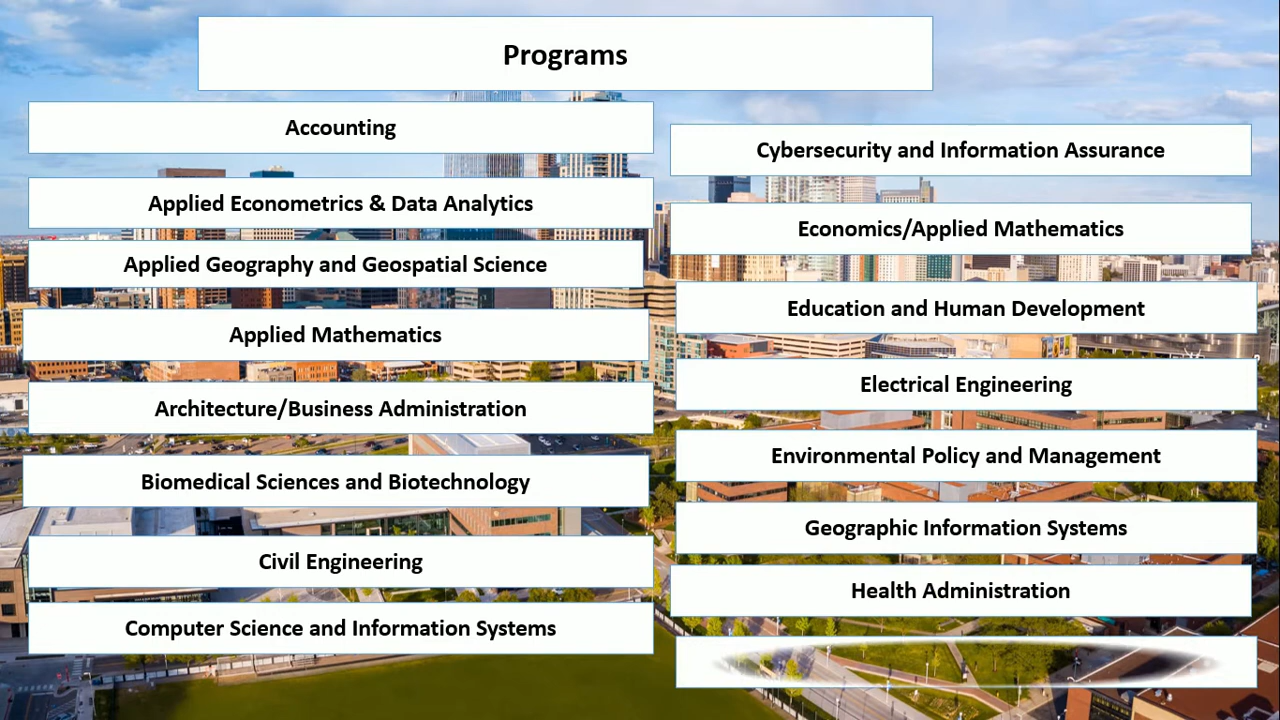 Programs
Accounting
Applied Econometrics & Data Analytics
Applied Geography and Geospatial Science
Applied Mathematics
Architecture/Business Administration
Biomedical Sciences and Biotechnology
Civil Engineering
Computer Science and Information Systems
Cybersecurity and Information Assurance
Economics/Applied Mathematics
Education and Human Development
Electrical Engineering
Environmental Policy and Management
Geographic Information Systems
Health Administration